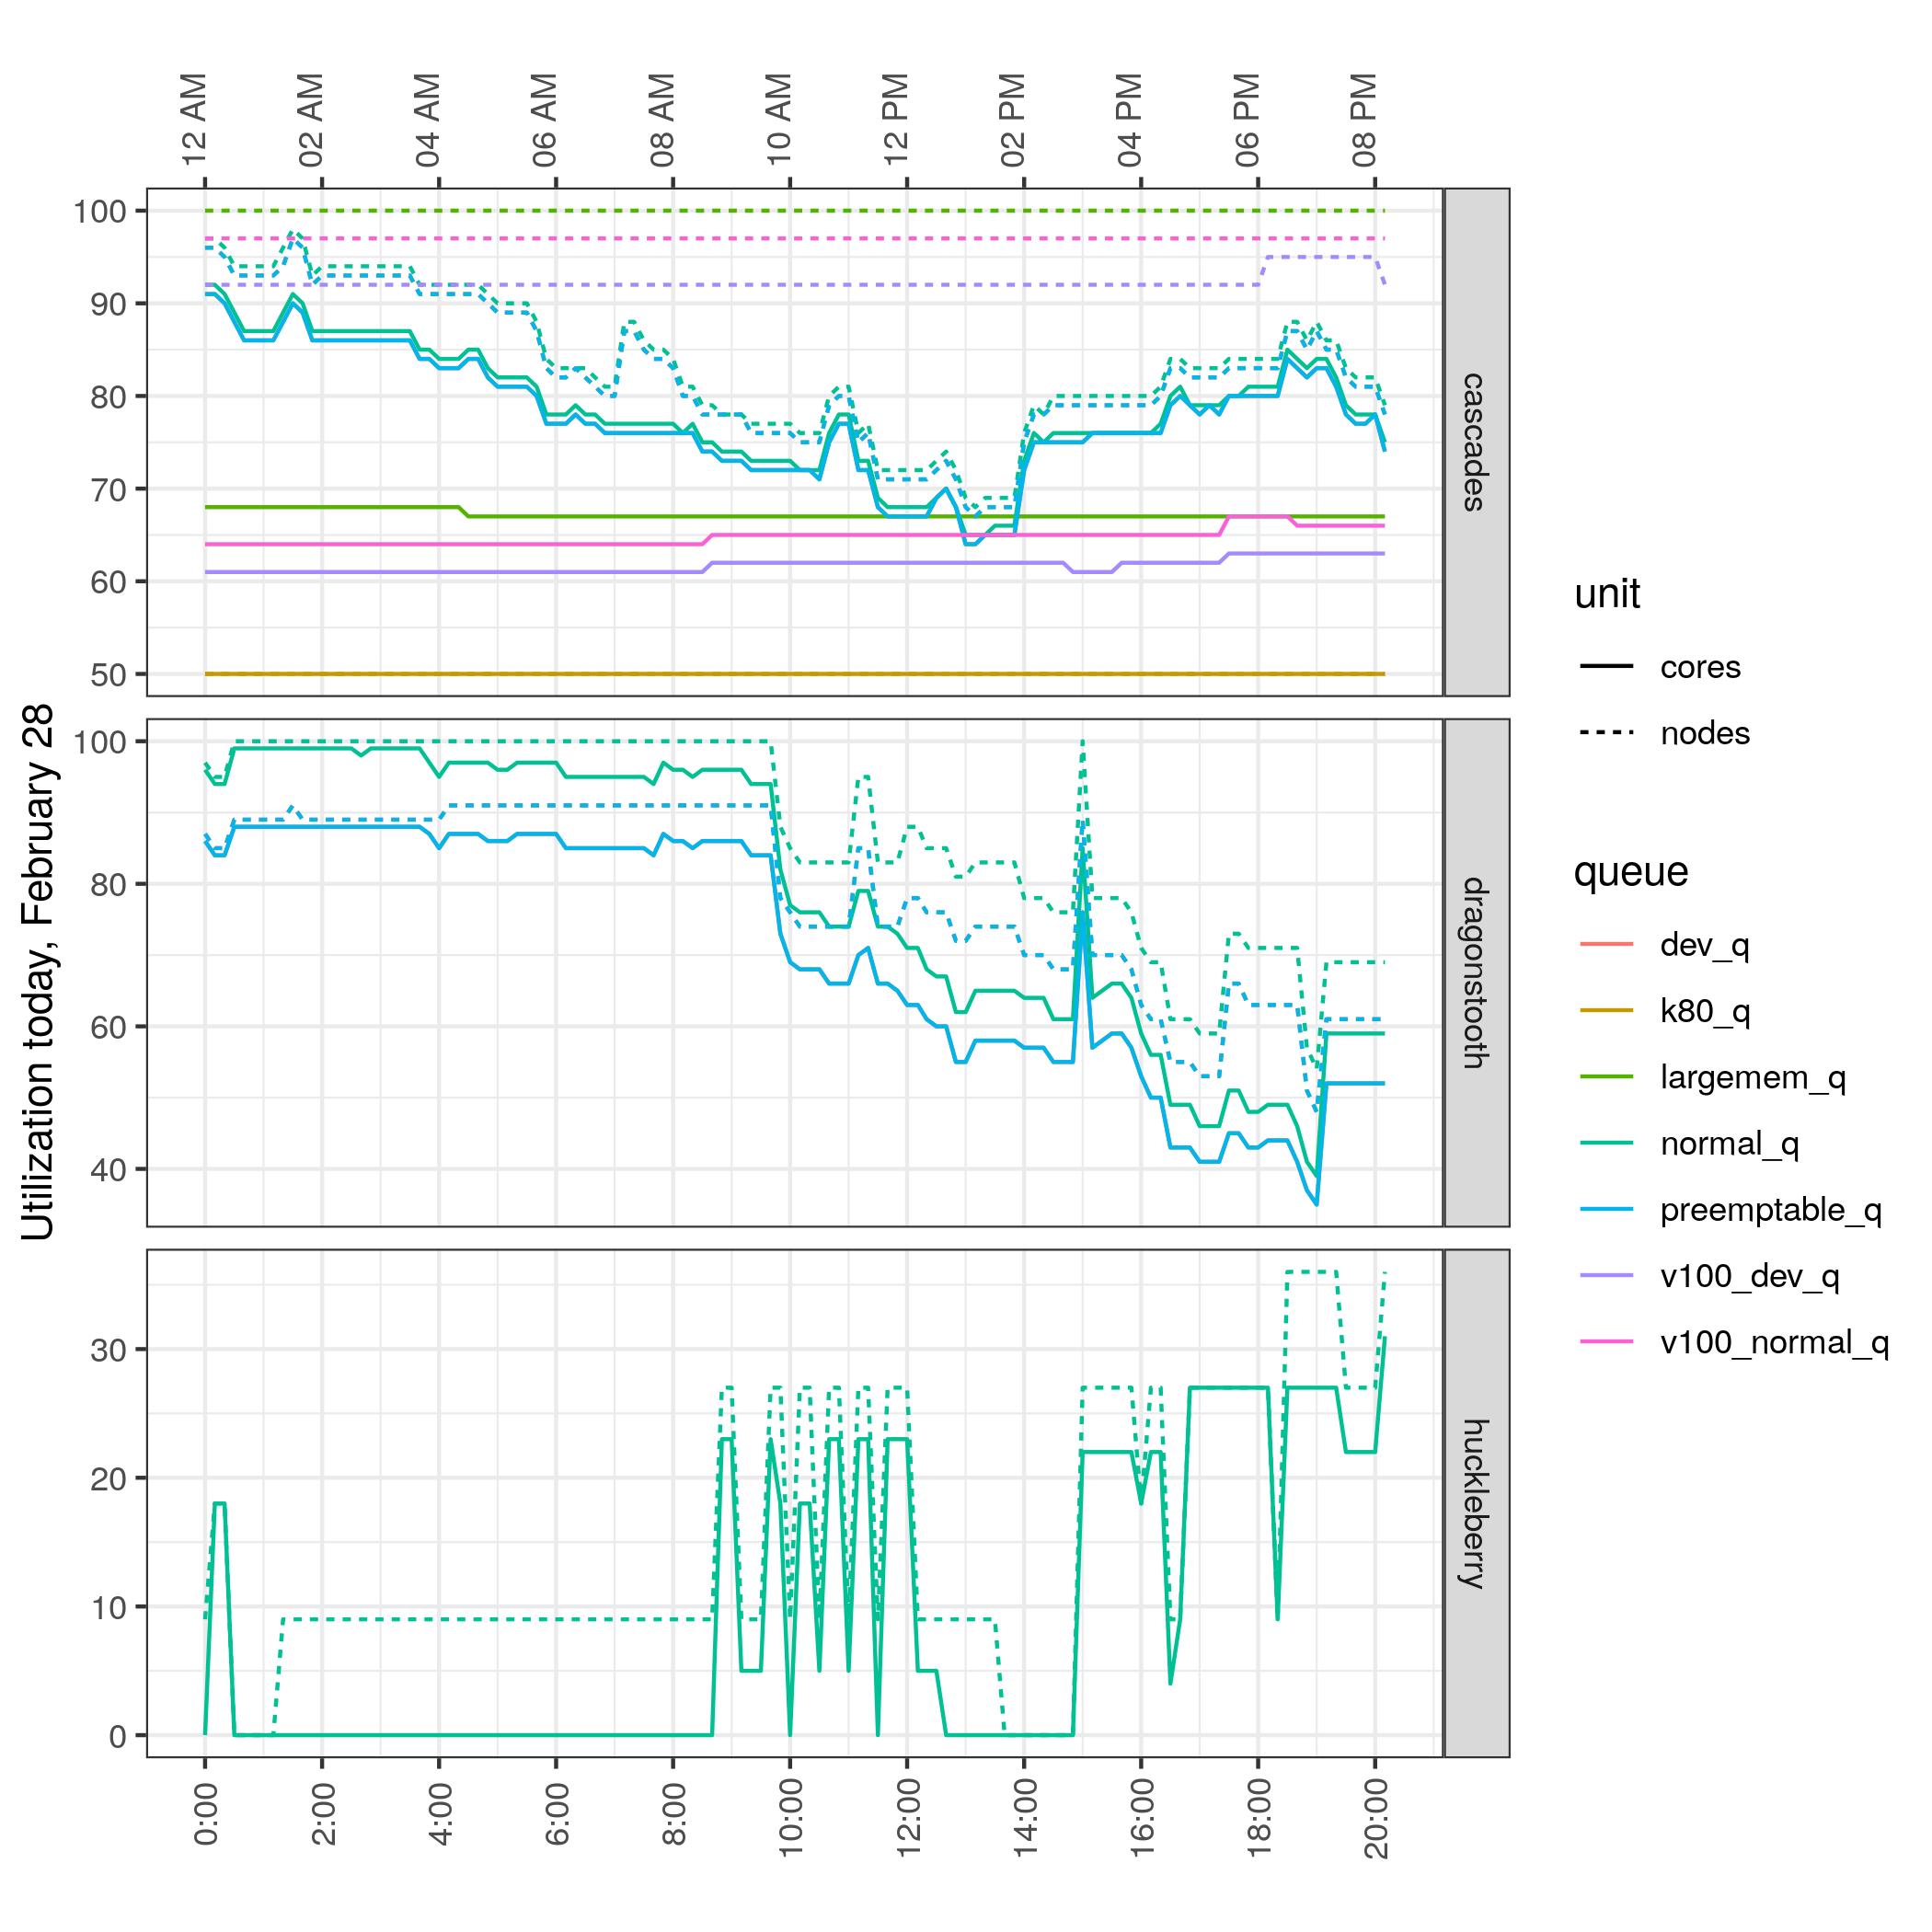 12 AM
02 AM
04 AM
06 AM
08 AM
10 AM
12 PM
02 PM
04 PM
06 PM
08 PM
Utilization today, February 28
100
90
80
70
60
50
cascades
100
80
60
40
dragonstooth
30
20
10
0
huckleberry
0:00
2:00
4:00
6:00
8:00
10:00
12:00
14:00
16:00
18:00
20:00
unit
cores
nodes
queue
dev_q
k80_q
largemem_q
normal_q
preemptable_q
v100_dev_q
v100_normal_q